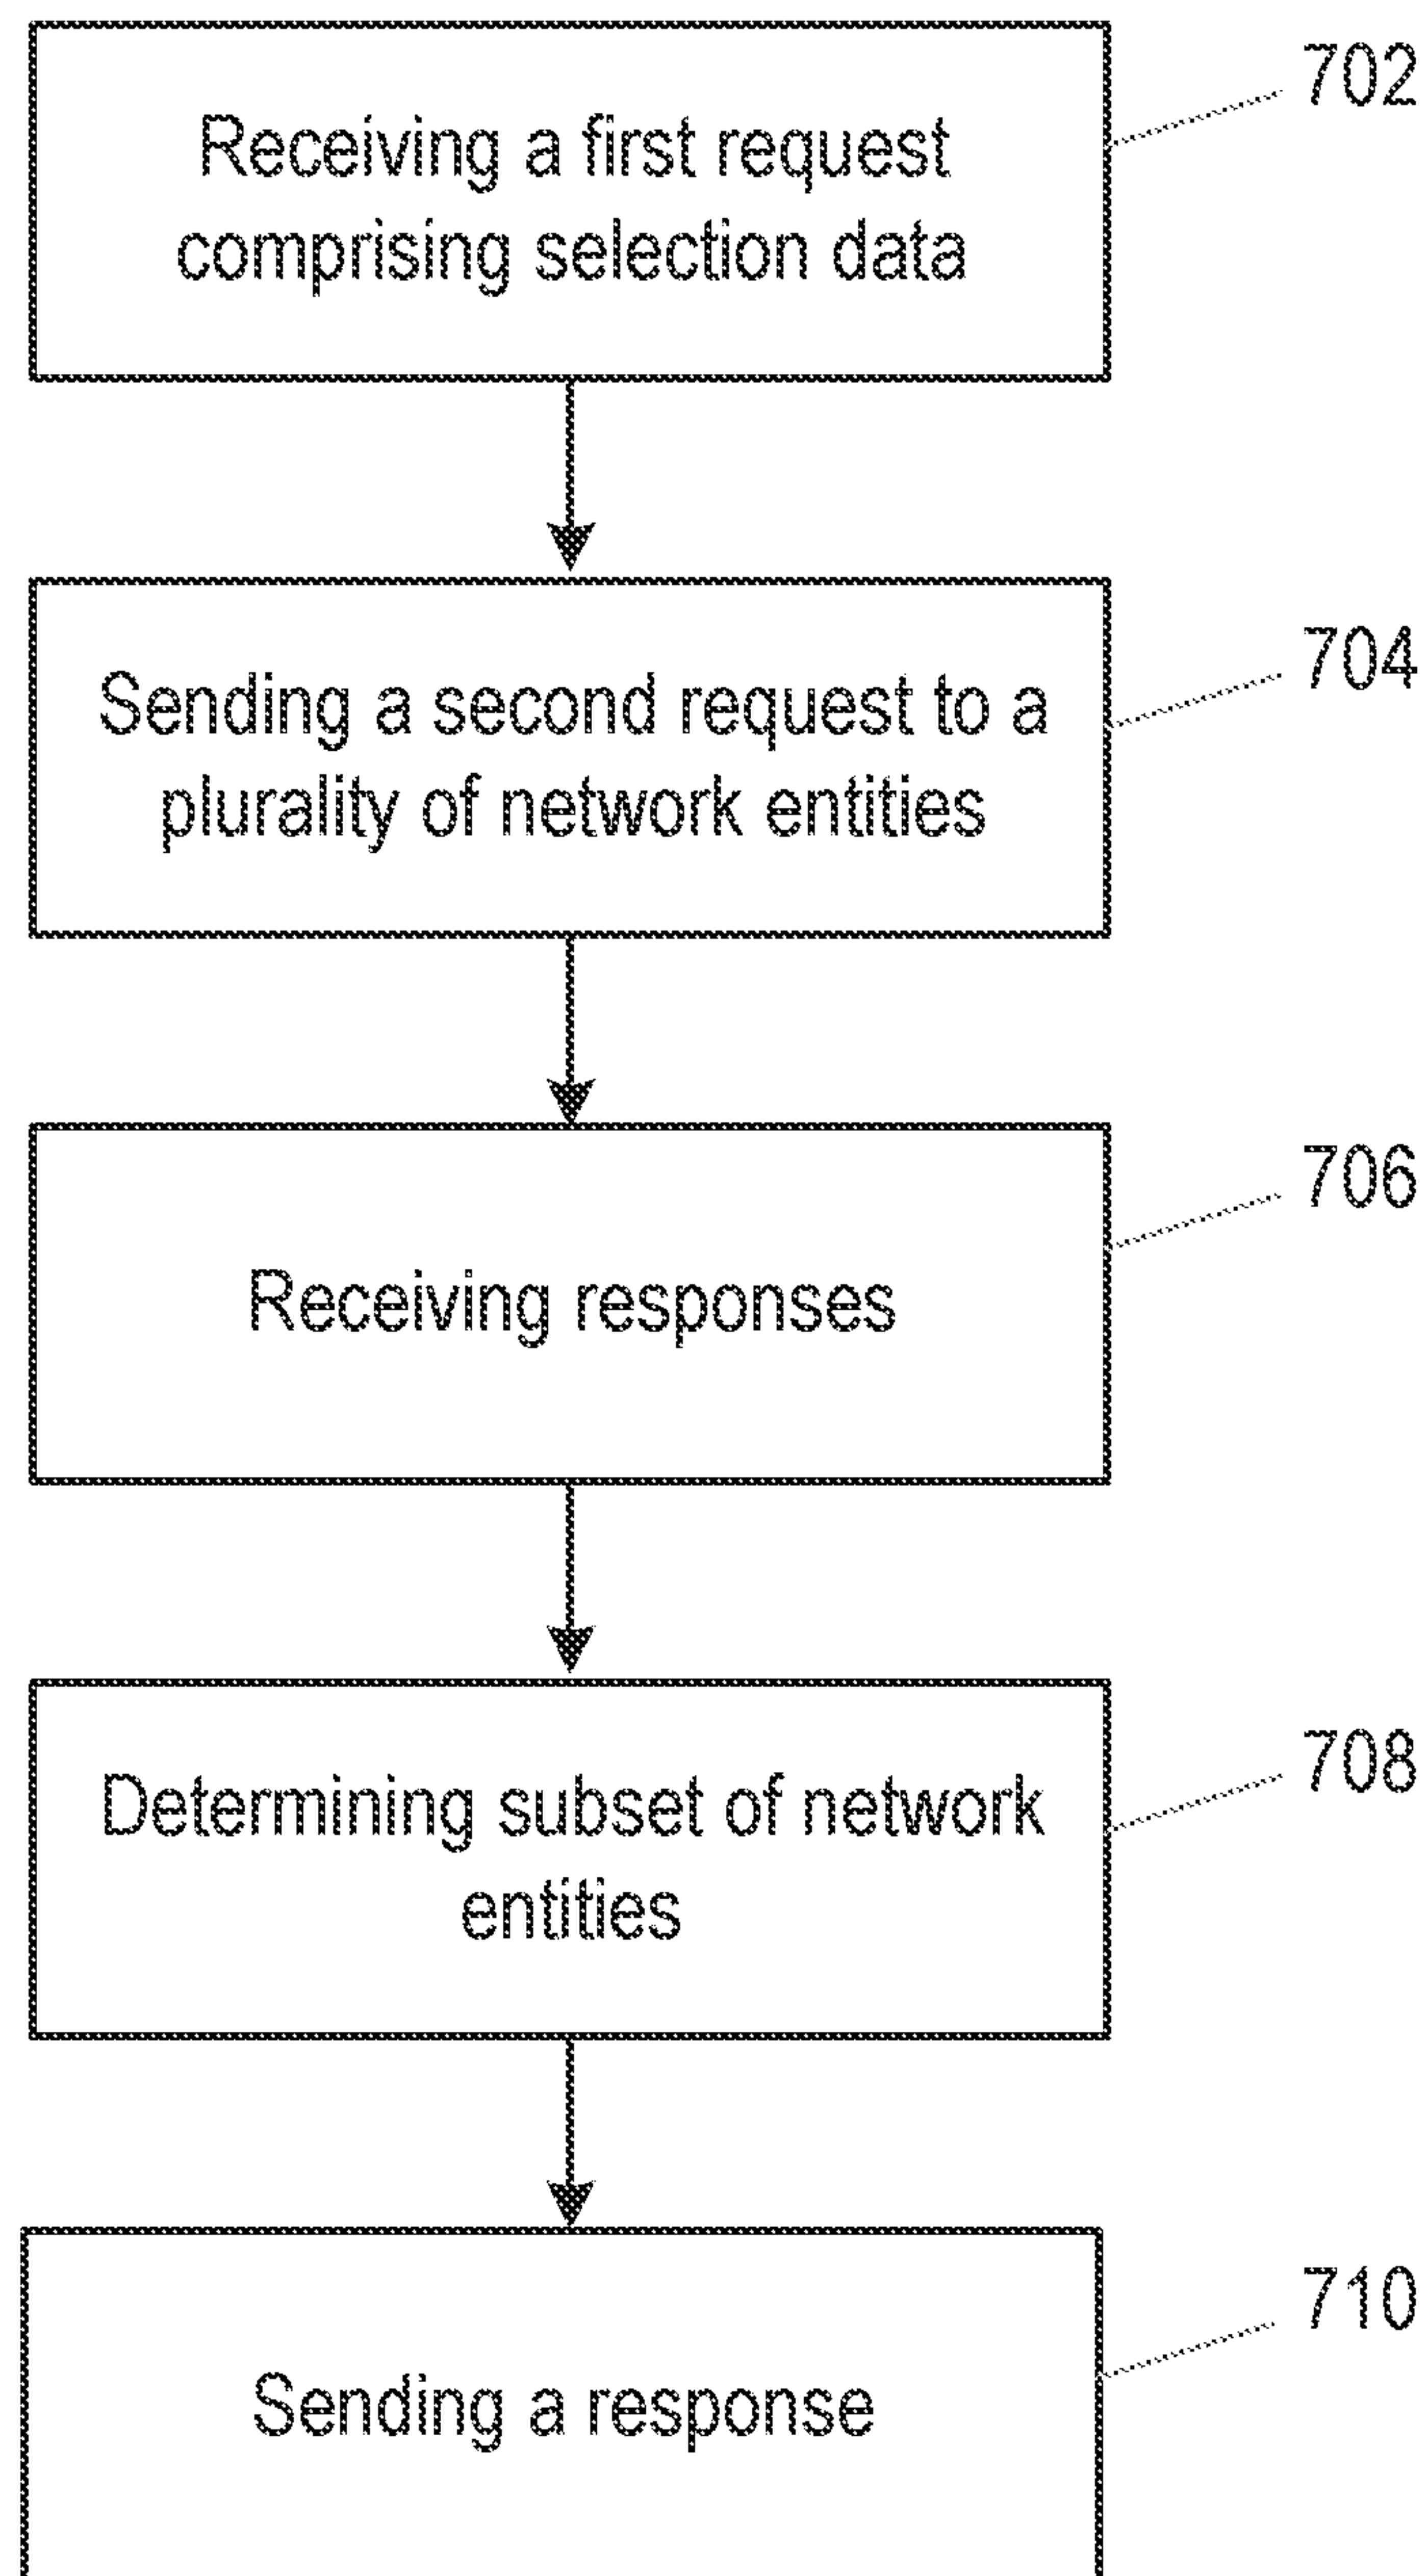 702
Receiving a first request
comprising selection data
704
Sending a second request to a
plurality of network entities
706
Receiving responses
708
Determining subset of network
entities
710
Sending a response